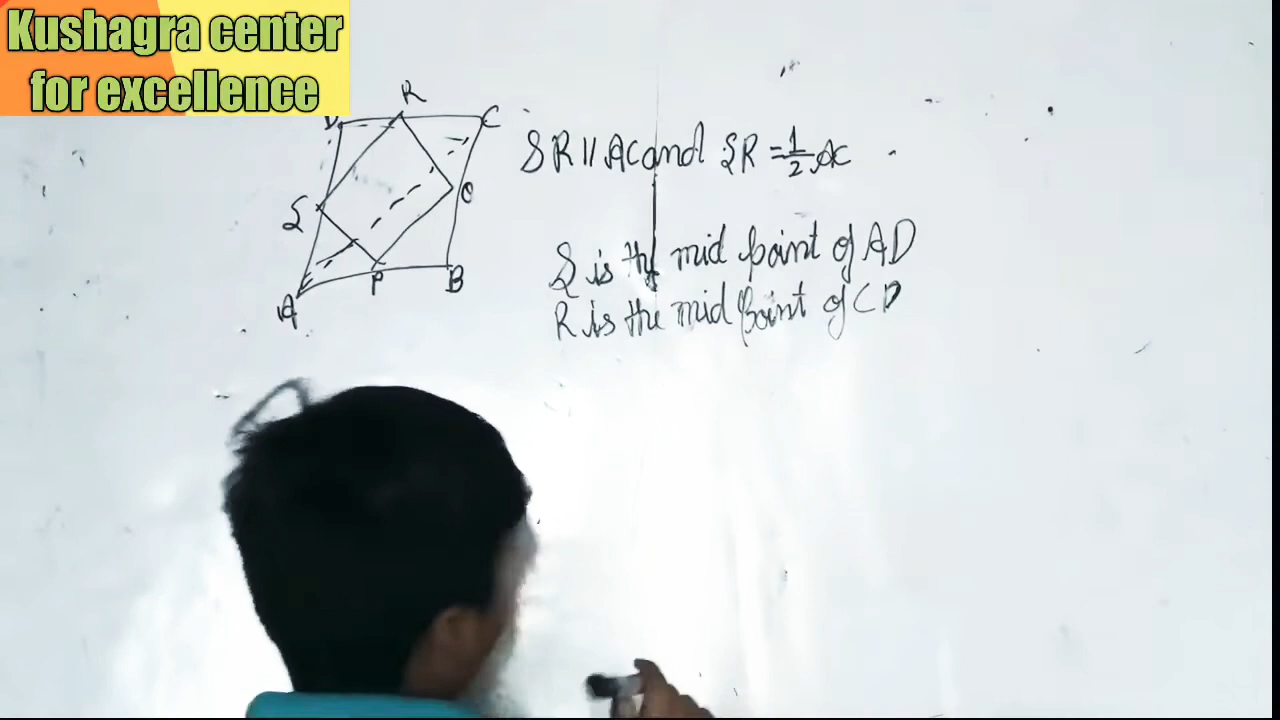 Kushagra center
for excellence
R
D
C
S
Q
A
P
B
SR || AC and SR = 1/2 AC
S is the mid point of AD
R is the mid point of CD